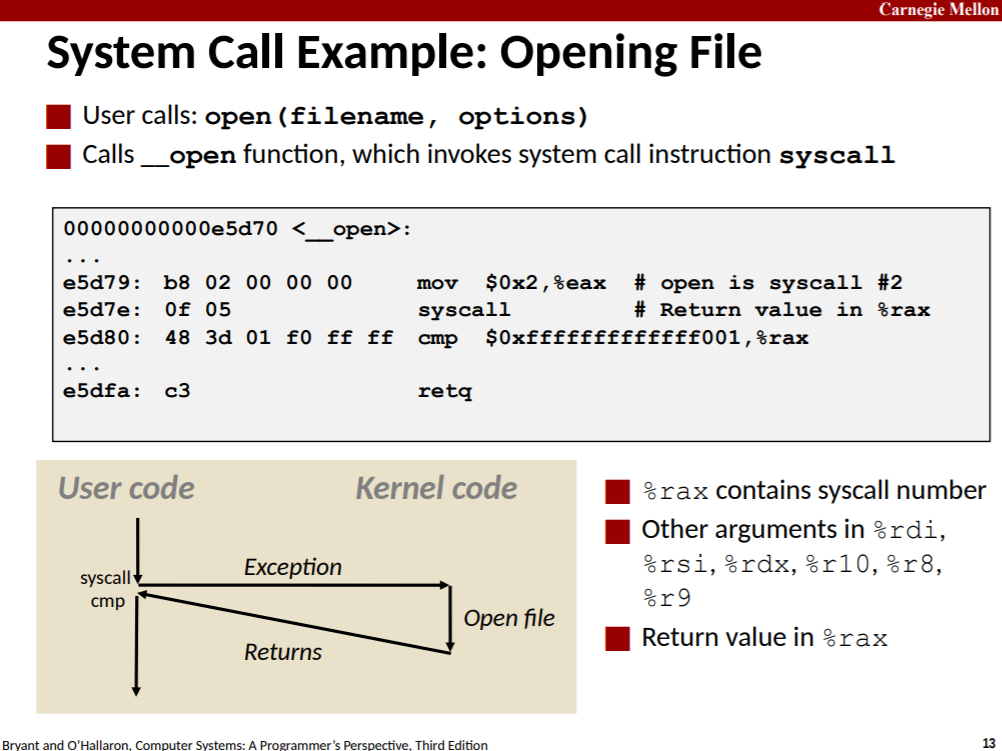 Carnegie Mellon
System Call Example: Opening File
User calls: open(filename, options)
Calls __open function, which invokes system call instruction syscall
00000000000e5d70 <__open>:
...
e5d79: b8 02 00 00 00 mov $0x2,%eax # open is syscall #2
e5d7e: 0f 05 syscall # Return value in %rax
e5d80: 48 3d 01 f0 ff ff cmp $0xfffffffffffff001,%rax
...
e5dfa: c3 retq
User code Kernel code
Exception
syscall
cmp
Open file
Returns
%rax contains syscall number
Other arguments in %rdi,
%rsi, %rdx, %r10, %r8,
%r9
Return value in %rax
Bryant and O'Hallaron, Computer Systems: A Programmer's Perspective, Third Edition
13